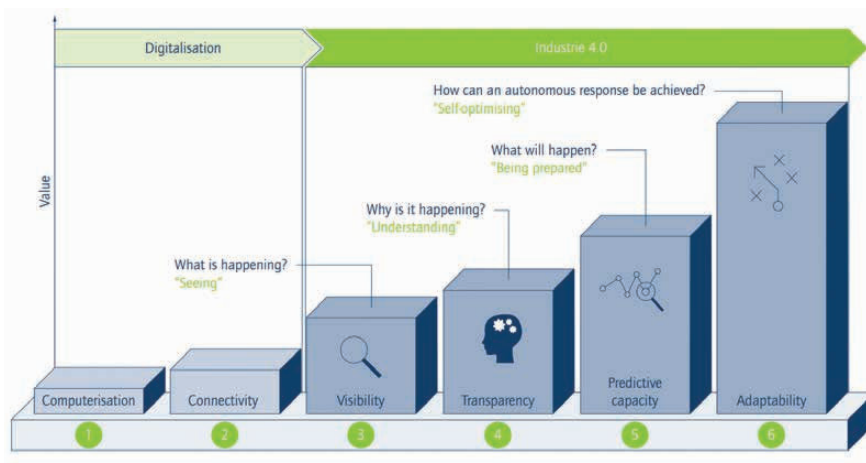 Digitalisation
Industrie 4.0
Value
How can an autonomous response be achieved?
"Self-optimising"
What will happen?
"Being prepared"
Why is it happening?
"Understanding"
What is happening?
"Seeing"
Computerisation
Connectivity
Visibility
Transparency
Predictive
capacity
Adaptability
1
2
3
4
5
6